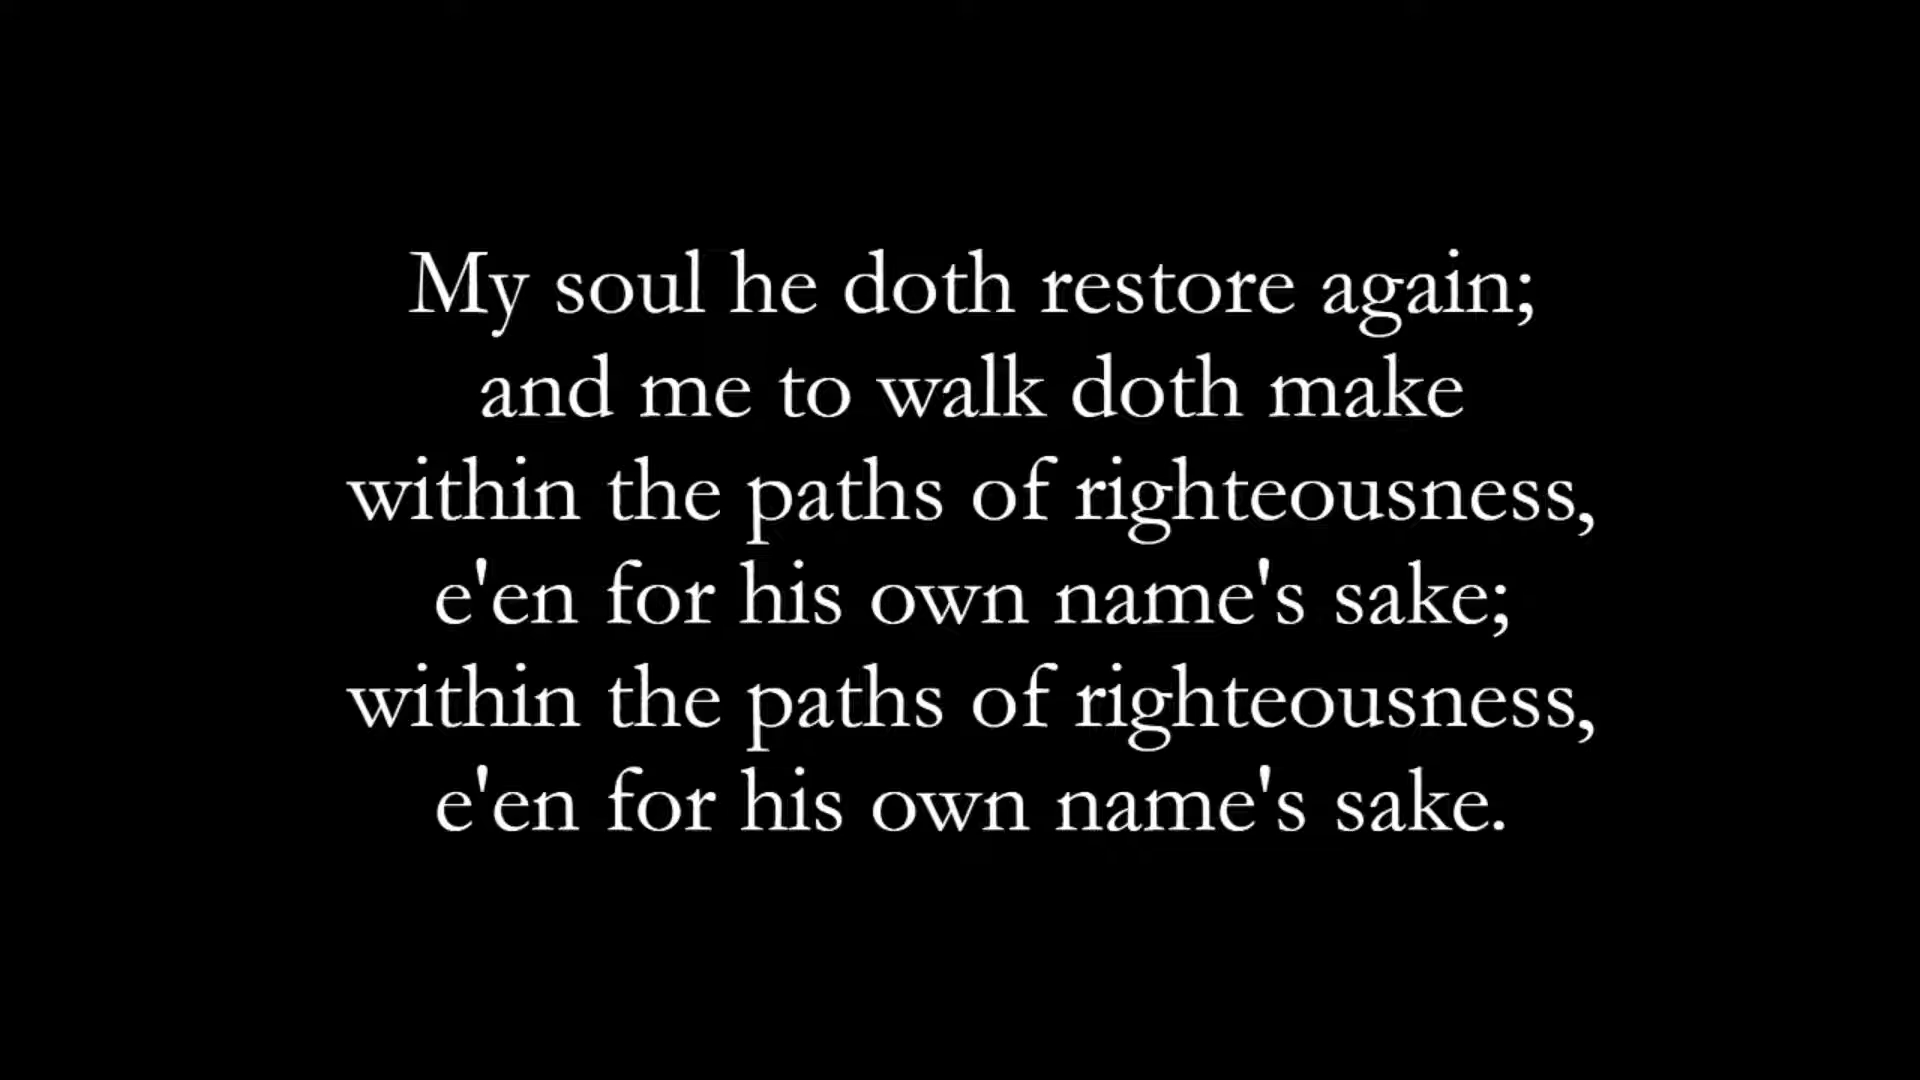 My soul he doth restore again;
and me to walk doth make
within the paths of righteousness,
e'en for his own name's sake;
within the paths of righteousness,
e'en for his own name's sake.